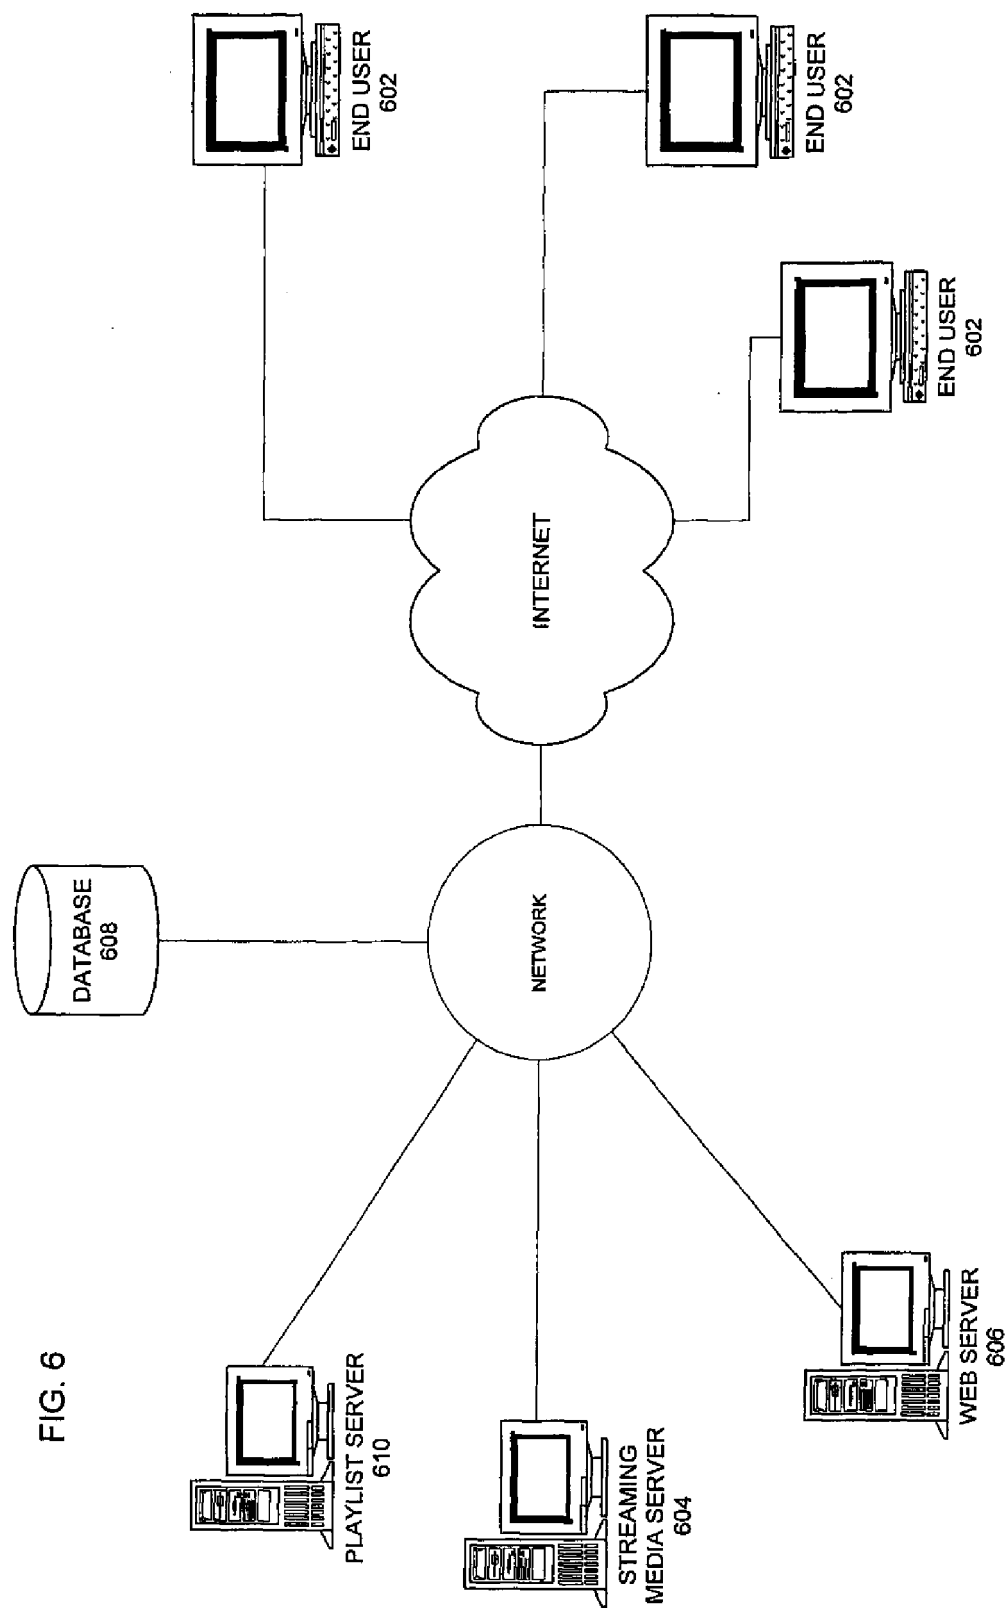 FIG. 6
DATABASE
608
PLAYLIST SERVER
610
STREAMING
MEDIA SERVER
604
WEB SERVER
606
NETWORK
INTERNET
END USER
602
END USER
602
END USER
602